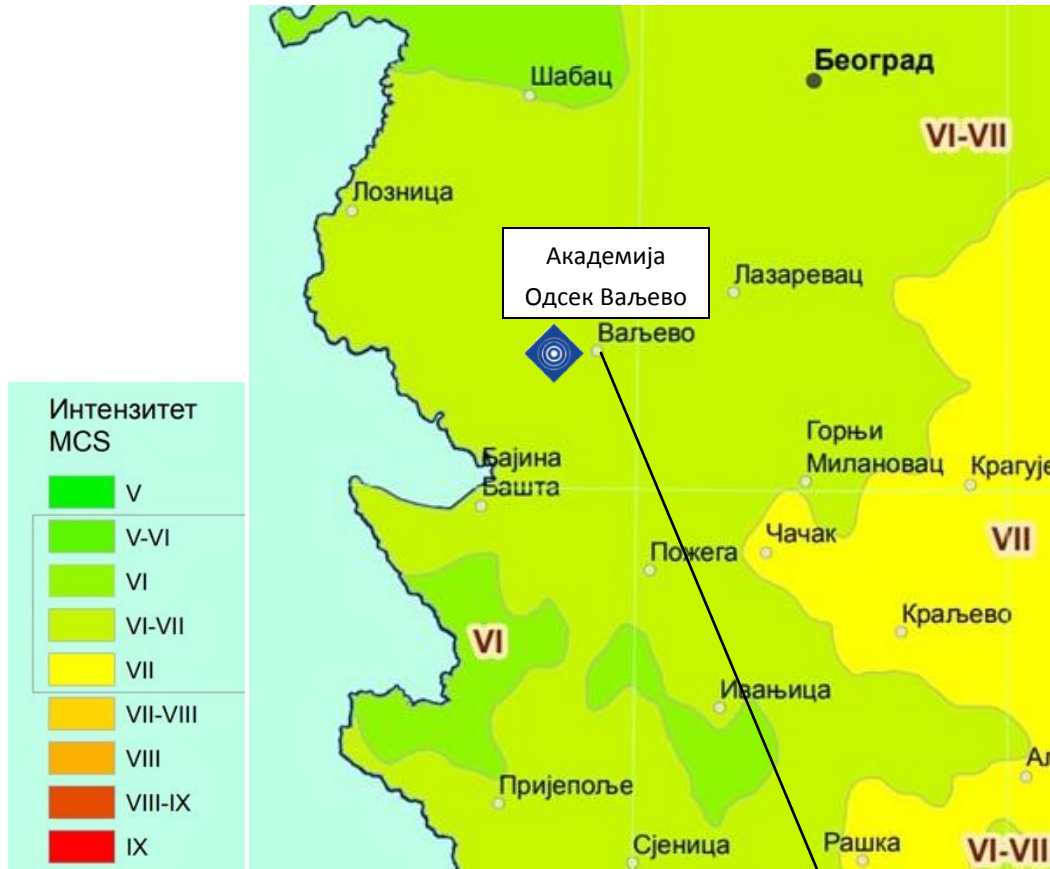 Интензитет
MCS
V
V-VI
VI
VI-VII
VII
VII-VIII
VIII
VIII-IX
IX
Шабац
Београд
VI-VII
Лозница
Академија
Одсек Ваљево
Лазаревац
Ваљево
Бајина
Башта
Горњи
Милановац
Крагује
Пожега
Чачак
VII
Краљево
VI
Ивањица
Ал
Пријепоље
Сјеница
Рашка
VI-VII